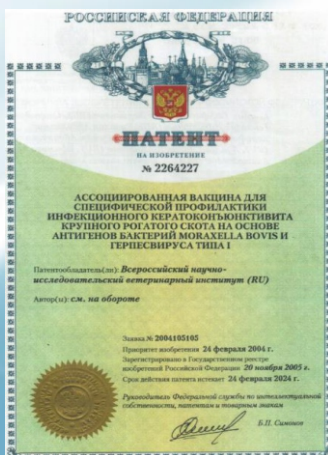 РОССИЙСКАЯ ФЕДЕРАЦИЯ
ПАТЕНТ
НА ИЗОБРЕТЕНИЕ
№ 2264227
АССОЦИИРОВАННАЯ ВАКЦИНА ДЛЯ
СПЕЦИФИЧЕСКОЙ ПРОФИЛАКТИКИ
ИНФЕКЦИОННОГО КЕРАТОКОНЪЮНКТИВИТА
КРУПНОГО РОГАТОГО СКОТА НА ОСНОВЕ
АНТИГЕНОВ БАКТЕРИЙ MORAXELLA BOVIS И
ГЕРПЕСВИРУСА ТИПА I
Патентообладатель(ли): Всероссийский научно-
исследовательский ветеринарный институт (RU)
Автор(ы): см. на обороте
Заявка № 2004105105
Приоритет изобретения 24 февраля 2004 г.
Зарегистрировано в Государственном реестре
изобретений Российской Федерации 20 ноября 2005 г.
Срок действия патента истекает 24 февраля 2024 г.
Руководитель Федеральной службы по интеллектуальной
собственности, патентам и товарным знакам
Б.П. Симонов